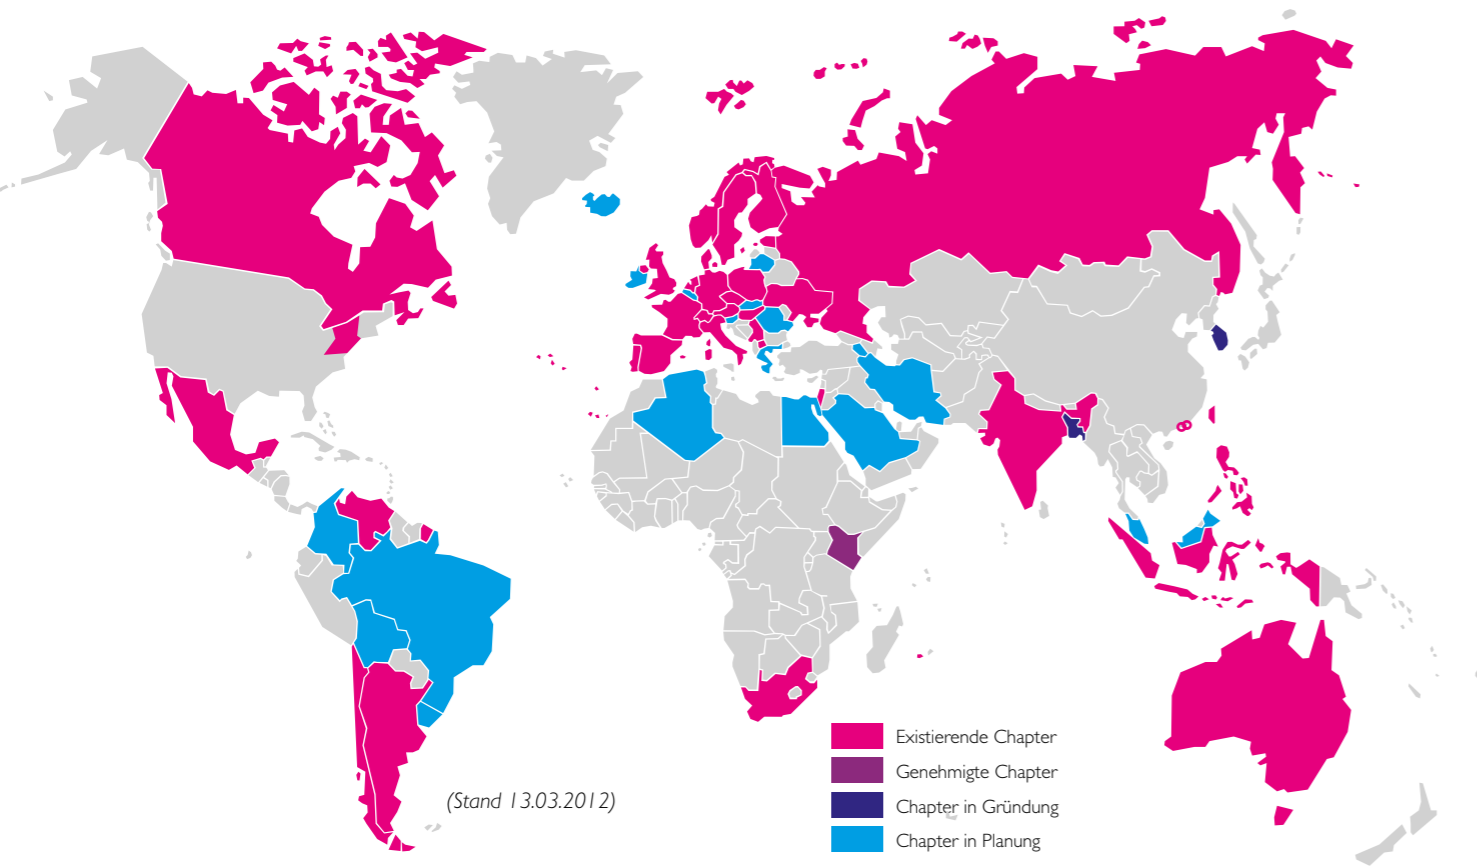 Existierende Chapter
Genehmigte Chapter
(Stand 13.03.2012)
Chapter in Gründung
Chapter in Planung